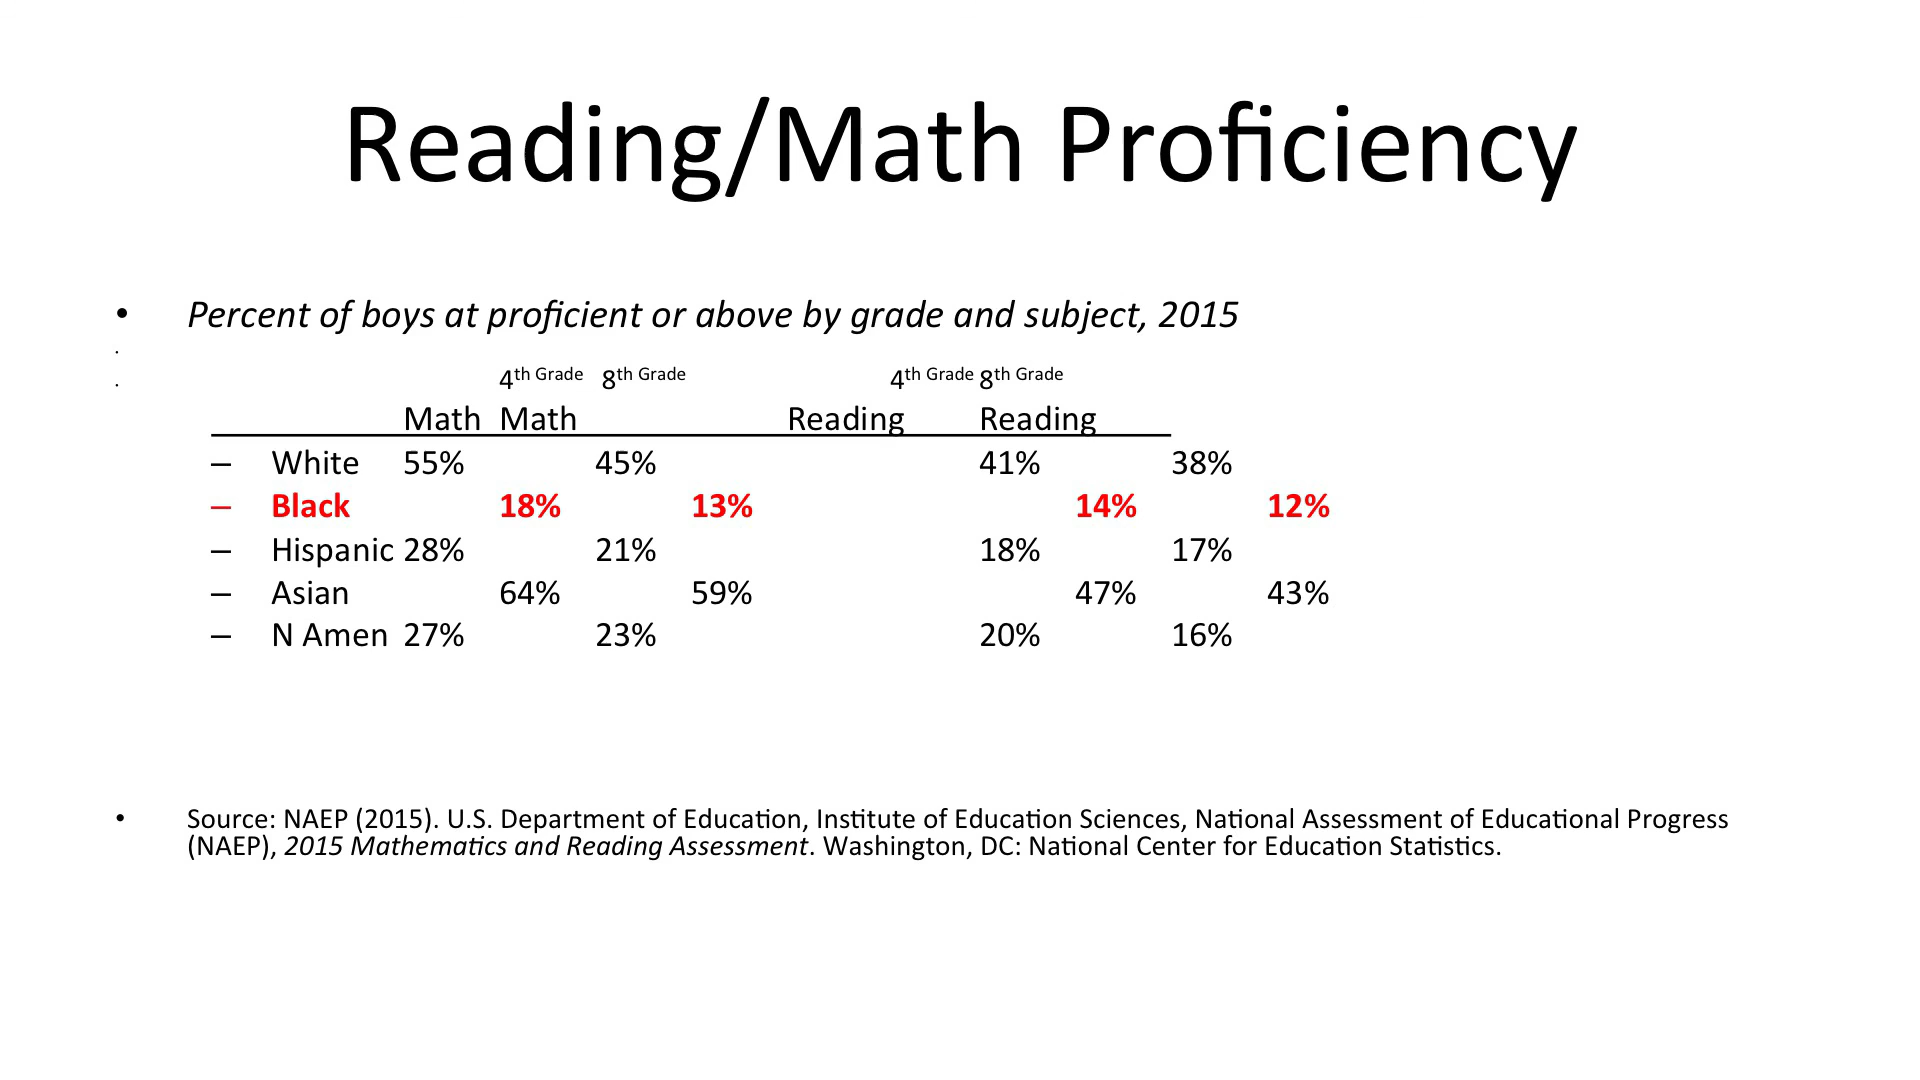 Reading/Math Proficiency
• Percent of boys at proficient or above by grade and subject, 2015
•
• 4th Grade 8th Grade 4th Grade 8th Grade
Math Math Reading Reading
– White 55% 45% 41% 38%
– Black 18% 13% 14% 12%
– Hispanic 28% 21% 18% 17%
– Asian 64% 59% 47% 43%
– N Amen 27% 23% 20% 16%
• Source: NAEP (2015). U.S. Department of Education, Institute of Education Sciences, National Assessment of Educational Progress
(NAEP), 2015 Mathematics and Reading Assessment. Washington, DC: National Center for Education Statistics.